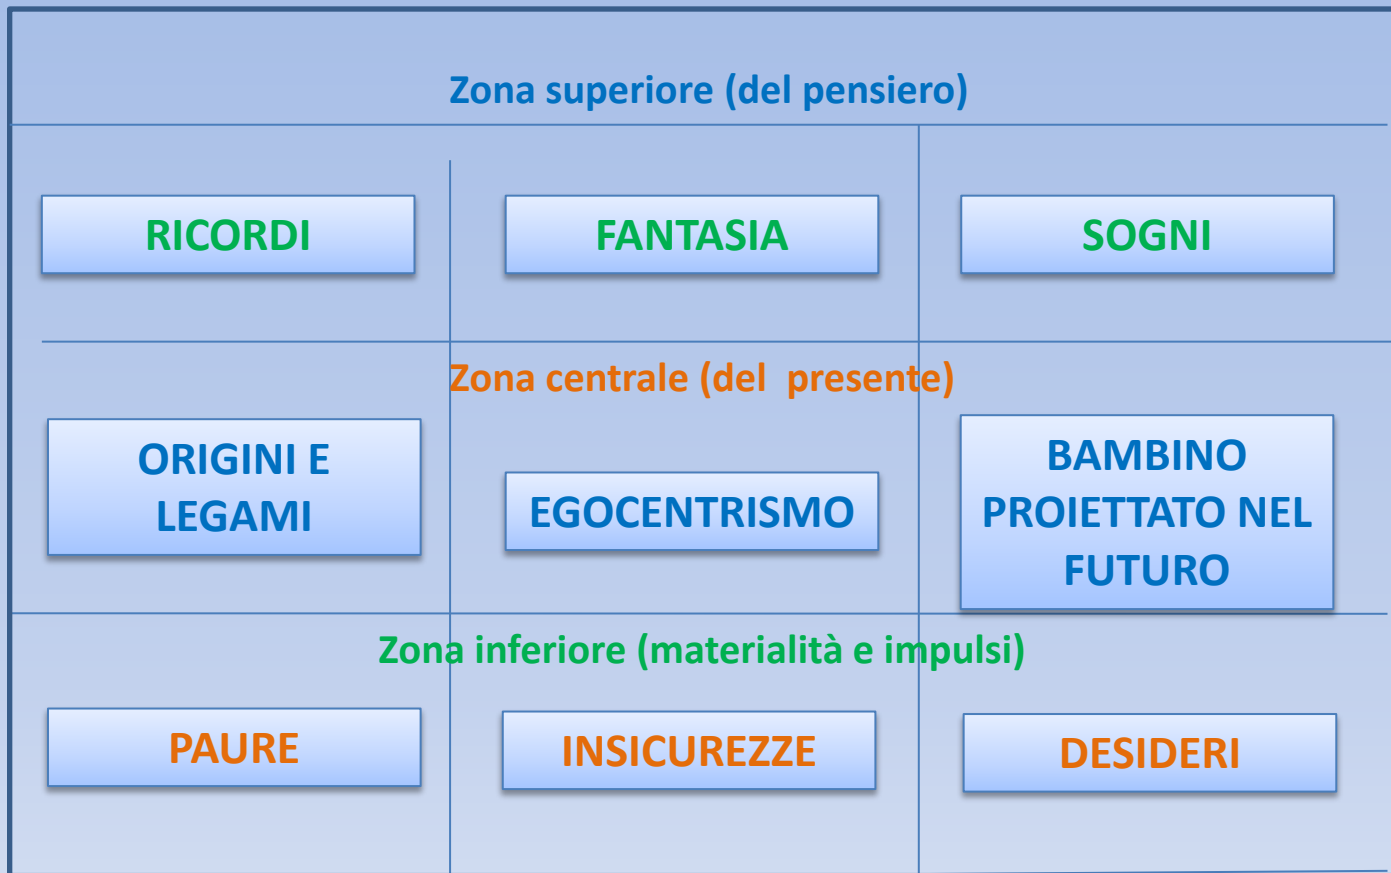 Zona superiore (del pensiero)
RICORDI
FANTASIA
SOGNI
Zona centrale (del presente)
ORIGINI E
LEGAMI
EGOCENTRISMO
BAMBINO
PROIETTATO NEL
FUTURO
Zona inferiore (materialità e impulsi)
PAURE
INSICUREZZE
DESIDERI